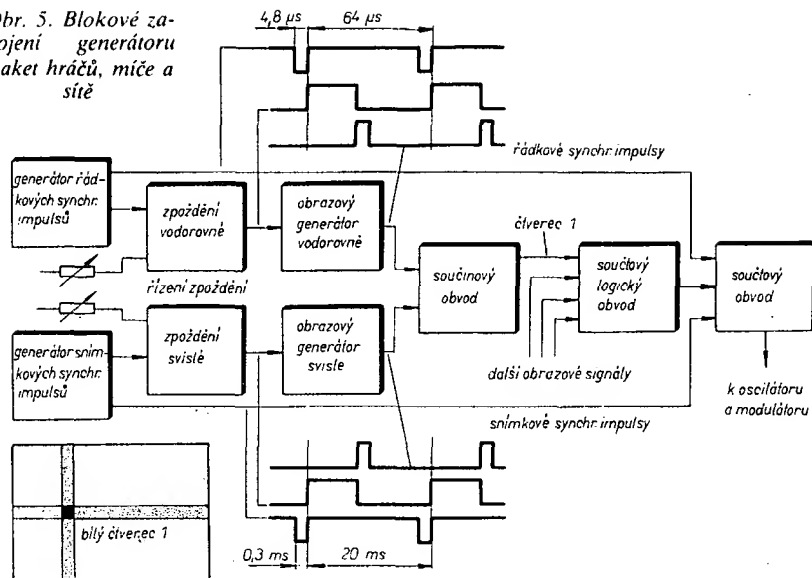 Obr. 5. Blokové za-
pojení generátoru
raket hráčů, míče a
sítě
4,8 µs
64 µs
řádkové synchr. impulsy
generátor řád-
kových synchr.
impulsů
zpoždění
vodorovné
obrazový
generátor
vodorovně
čtverec 1
součinový
obvod
součtový
logický
obvod
součtový
obvod
řízení zpoždění
generátor sním-
kových synchr.
impulsů
zpoždění
svislé
obrazový
generátor
svisle
další obrazové signály
snímkové synchr. impulsy
k oscilátoru
a modulátoru
bílý čtverec 1
0,3 ms
20 ms